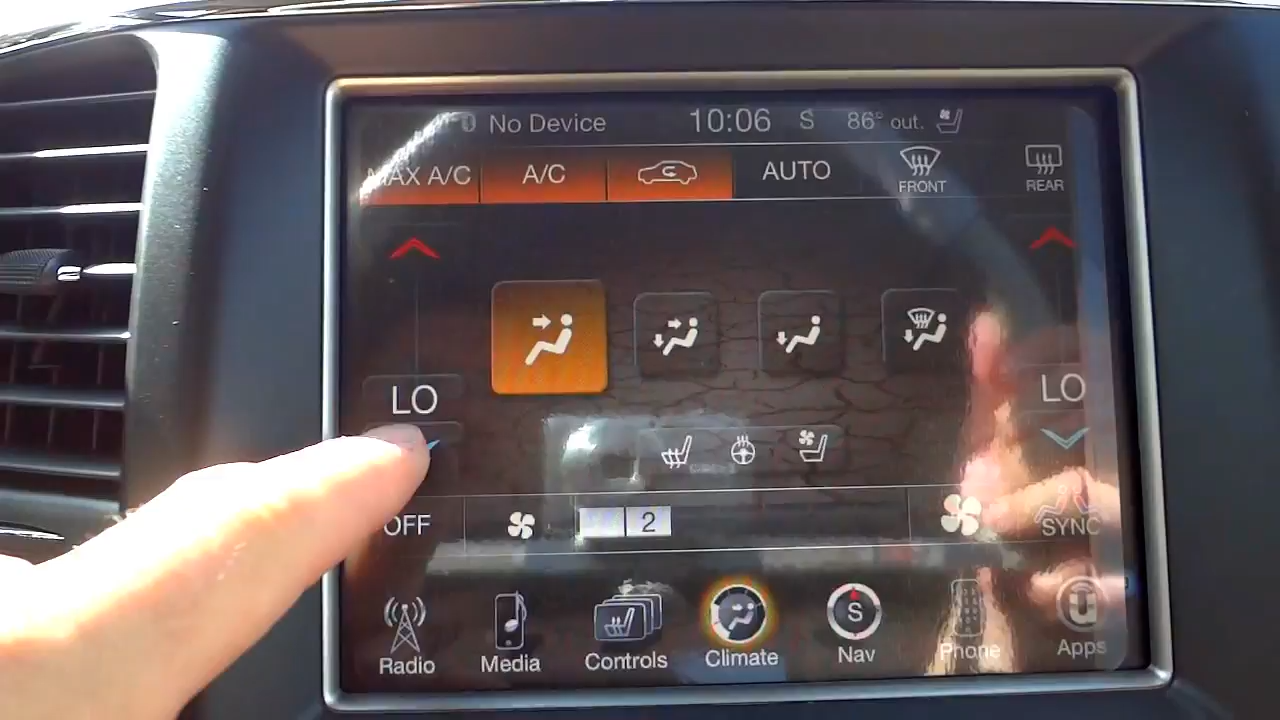 No Device 10:06 S 86° out.
MAX A/C A/C AUTO FRONT REAR
LO LO
OFF 2 SYNC
Radio Media Controls Climate S Nav Phone Apps